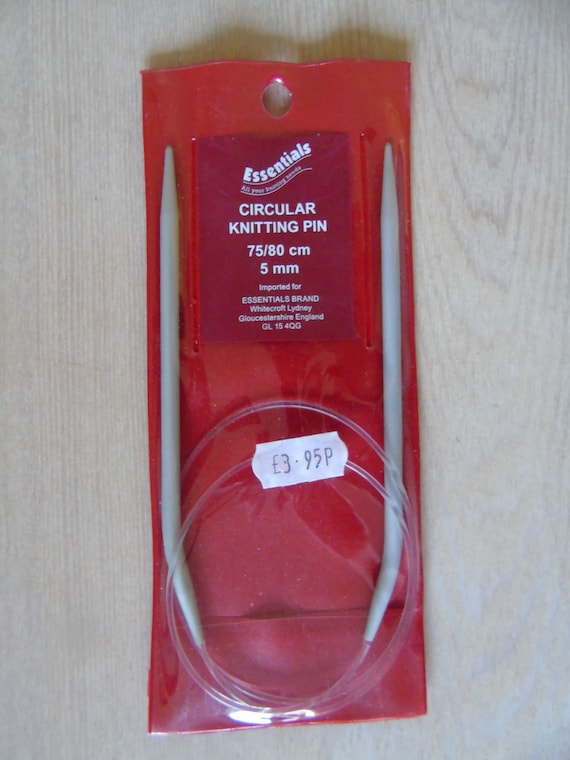 Essentials
All your knitting needs
CIRCULAR
KNITTING PIN
75/80 cm
5 mm
Imported for
ESSENTIALS BRAND
Whitecroft Lydney
Gloucestershire England
GL 15 4QG
£3·95P